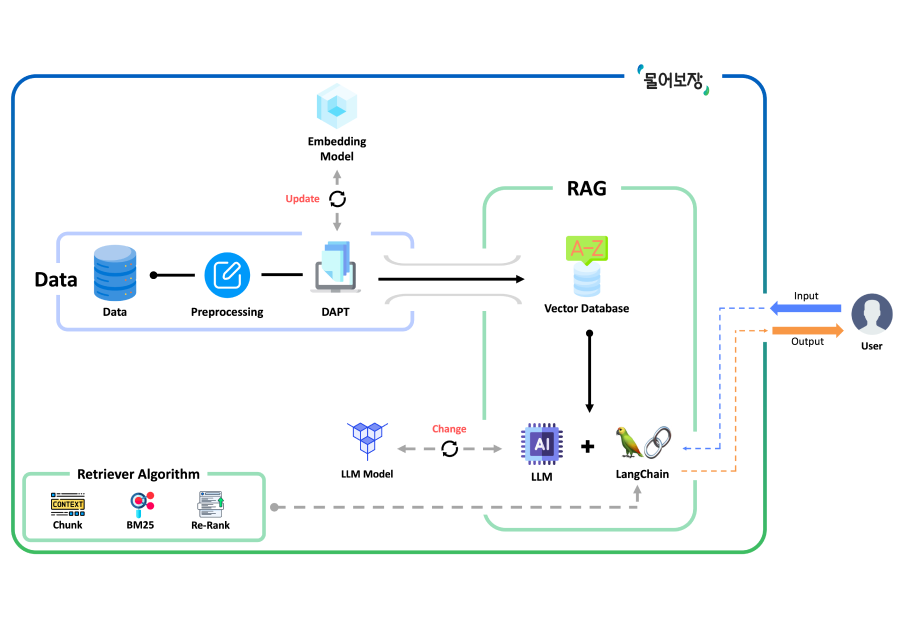 물어보장
Embedding
Model
Update
RAG
A-Z
Data
Data
Preprocessing
DAPT
Vector Database
Input
Output
User
Change
AI
+
LLM Model
LLM
LangChain
Retriever Algorithm
CONTEXT
Chunk
BM25
Re-Rank